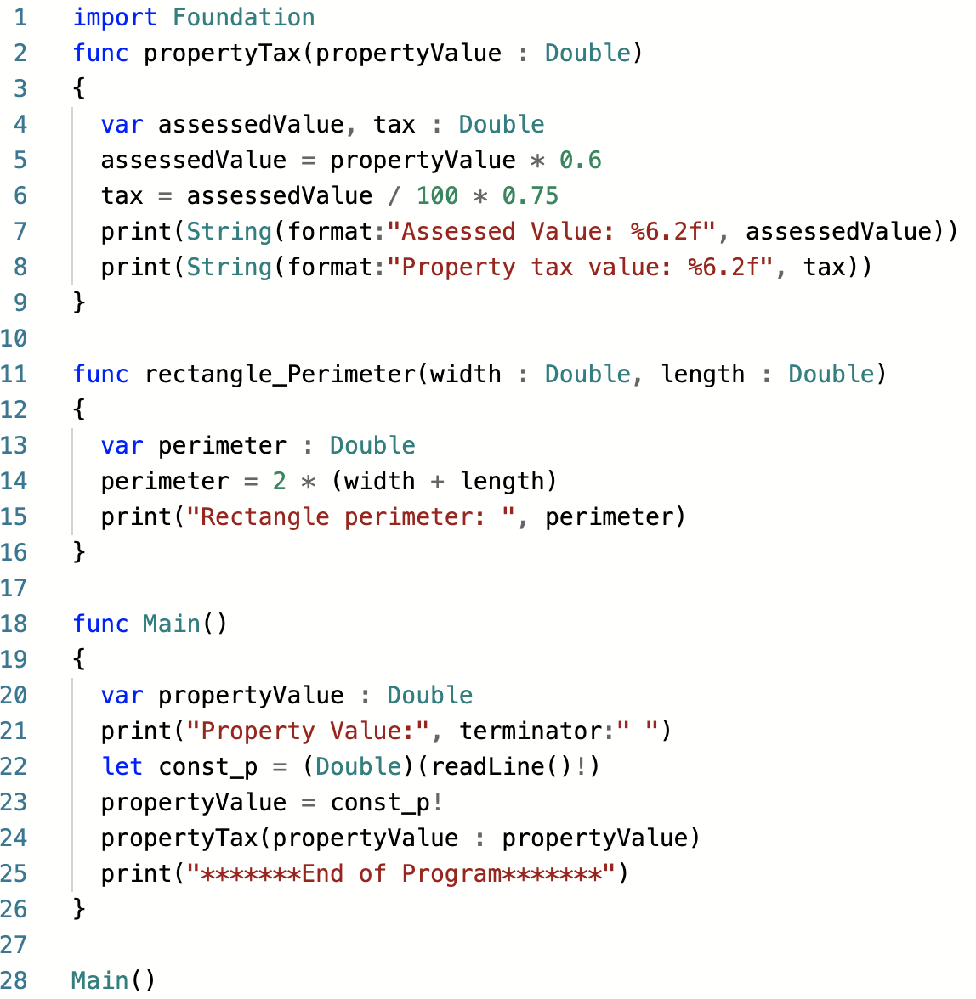 1 import Foundation
2 func propertyTax(propertyValue : Double)
3 {
4   var assessedValue, tax : Double
5   assessedValue = propertyValue * 0.6
6   tax = assessedValue / 100 * 0.75
7   print(String(format:"Assessed Value: %6.2f", assessedValue))
8   print(String(format:"Property tax value: %6.2f", tax))
9 }
10
11 func rectangle_Perimeter(width : Double, length : Double)
12 {
13   var perimeter : Double
14   perimeter = 2 * (width + length)
15   print("Rectangle perimeter: ", perimeter)
16 }
17
18 func Main()
19 {
20   var propertyValue : Double
21   print("Property Value:", terminator:" ")
22   let const_p = (Double)(readLine()!)
23   propertyValue = const_p!
24   propertyTax(propertyValue : propertyValue)
25   print("*******End of Program*******")
26 }
27
28 Main()